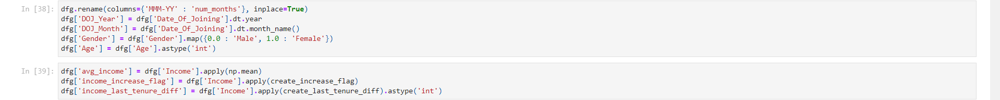 In [38]:
dfg.rename(columns={'MMM-YY' : 'num_months'}, inplace=True)
dfg['DOJ_Year'] = dfg['Date_Of_Joining'].dt.year
dfg['DOJ_Month'] = dfg['Date_Of_Joining'].dt.month_name()
dfg['Gender'] = dfg['Gender'].map({0.0 : 'Male', 1.0 : 'Female'})
dfg['Age'] = dfg['Age'].astype('int')
In [39]:
dfg['avg_income'] = dfg['Income'].apply(np.mean)
dfg['income_increase_flag'] = dfg['Income'].apply(create_increase_flag)
dfg['income_last_tenure_diff'] = dfg['Income'].apply(create_last_tenure_diff).astype('int')